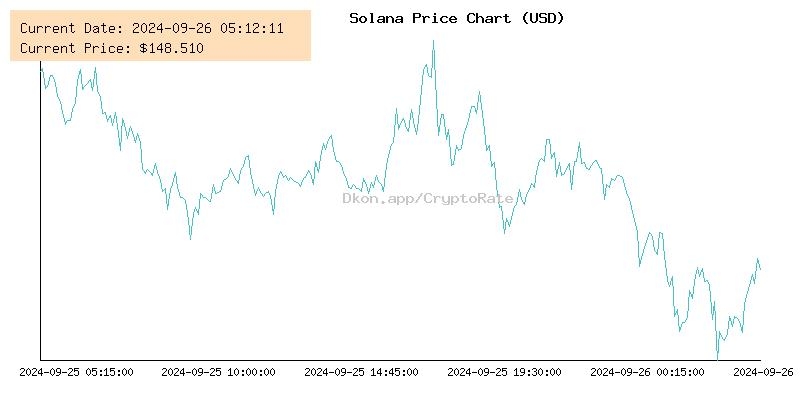 Solana Price Chart (USD)
Current Date: 2024-09-26 05:12:11
Current Price: $148.510
Dkon.app/CryptoRate
2024-09-25 05:15:00
2024-09-25 10:00:00
2024-09-25 14:45:00
2024-09-25 19:30:00
2024-09-26 00:15:00
2024-09-26